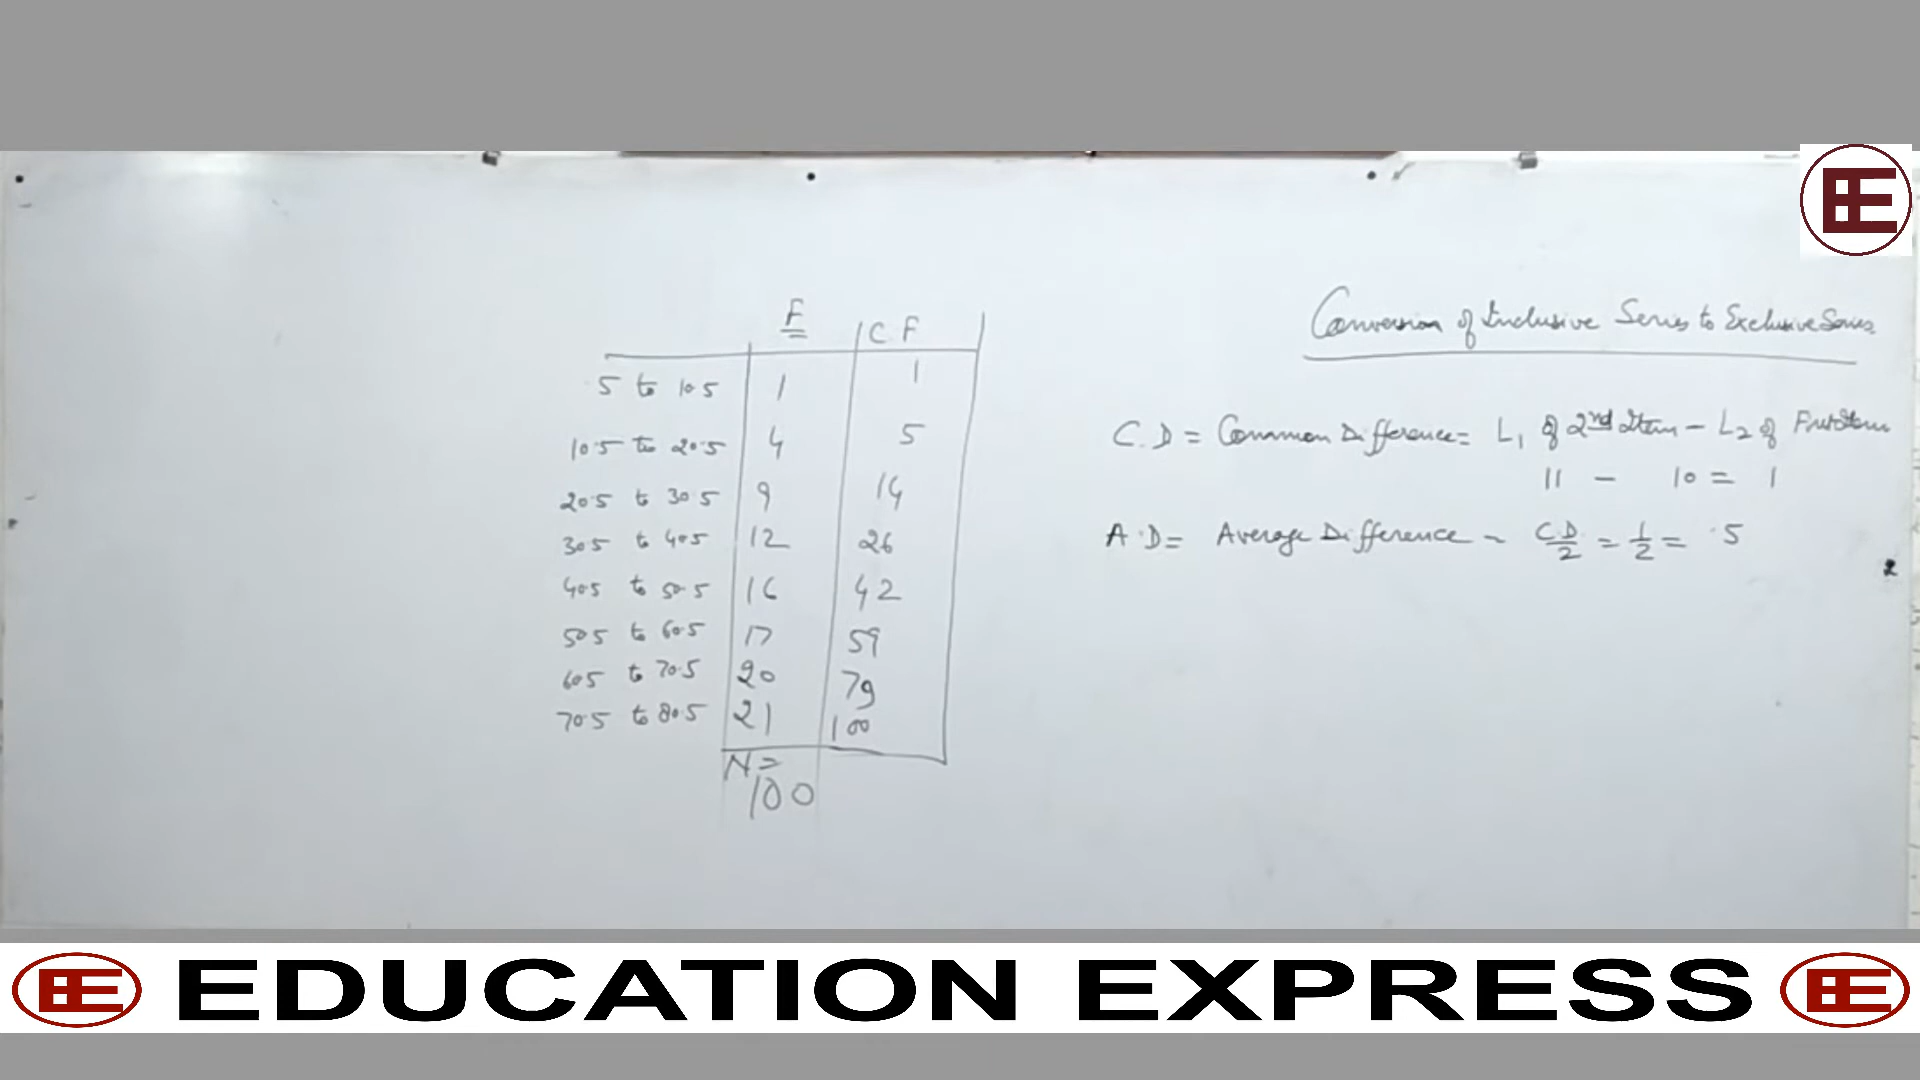 F | C F
5 to 10.5 | 1 | 1
10.5 to 20.5 | 4 | 5
20.5 to 30.5 | 9 | 14
30.5 to 40.5 | 12 | 26
40.5 to 50.5 | 16 | 42
50.5 to 60.5 | 17 | 59
60.5 to 70.5 | 20 | 79
70.5 to 80.5 | 21 | 100
N =
100
Conversion of Inclusive Series to Exclusive Series
C.D = Common Difference = L1 of 2nd Item - L2 of First Item
11 - 10 = 1
A.D = Average Difference - CD/2 = 1/2 = .5
EE
EE EDUCATION EXPRESS EE